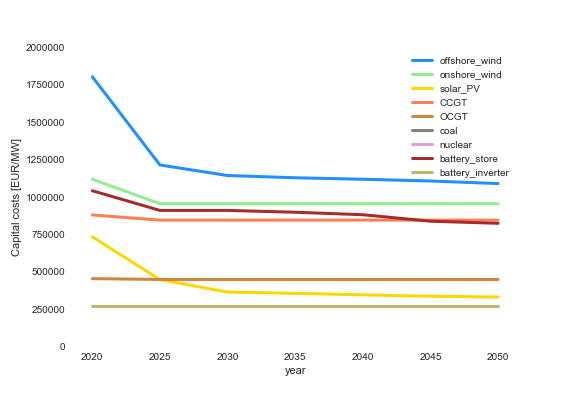 2000000
1750000
1500000
1250000
1000000
750000
500000
250000
0
Capital costs [EUR/MW]
offshore_wind
onshore_wind
solar_PV
CCGT
OCGT
coal
nuclear
battery_store
battery_inverter
2020 2025 2030 2035 2040 2045 2050
year